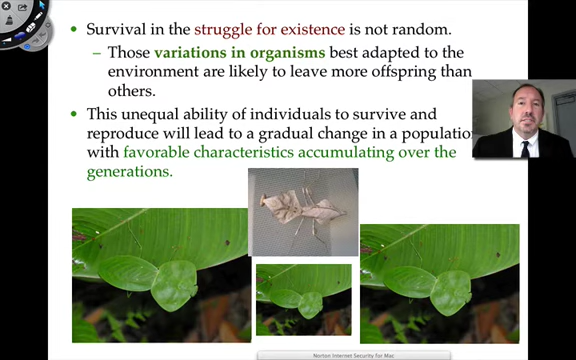 • Survival in the struggle for existence is not random.
– Those variations in organisms best adapted to the
environment are likely to leave more offspring than
others.
• This unequal ability of individuals to survive and
reproduce will lead to a gradual change in a population
with favorable characteristics accumulating over the
generations.
Norton Internet Security For Mac